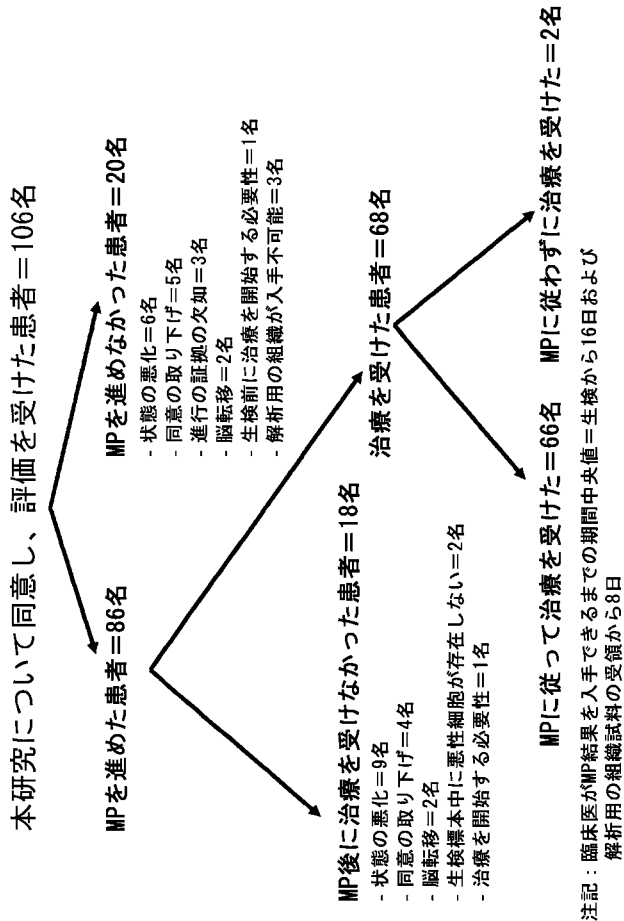 本研究について同意し、評価を受けた患者＝106名
MPを進めた患者＝86名
MPを進めなかった患者＝20名
- 状態の悪化＝6名
- 同意の取り下げ＝5名
- 進行の証拠の欠如＝3名
- 脳転移＝2名
- 生検前に治療を開始する必要性＝1名
- 解析用の組織が入手不可能＝3名
MP後に治療を受けなかった患者＝18名
- 状態の悪化＝9名
- 同意の取り下げ＝4名
- 脳転移＝2名
- 生検標本中に悪性細胞が存在しない＝2名
- 治療を開始する必要性＝1名
治療を受けた患者＝68名
MPに従って治療を受けた＝66名
MPに従わずに治療を受けた＝2名
注記：臨床医がMP結果を入手できるまでの期間中央値＝生検から16日および
解析用の組織試料の受領から8日